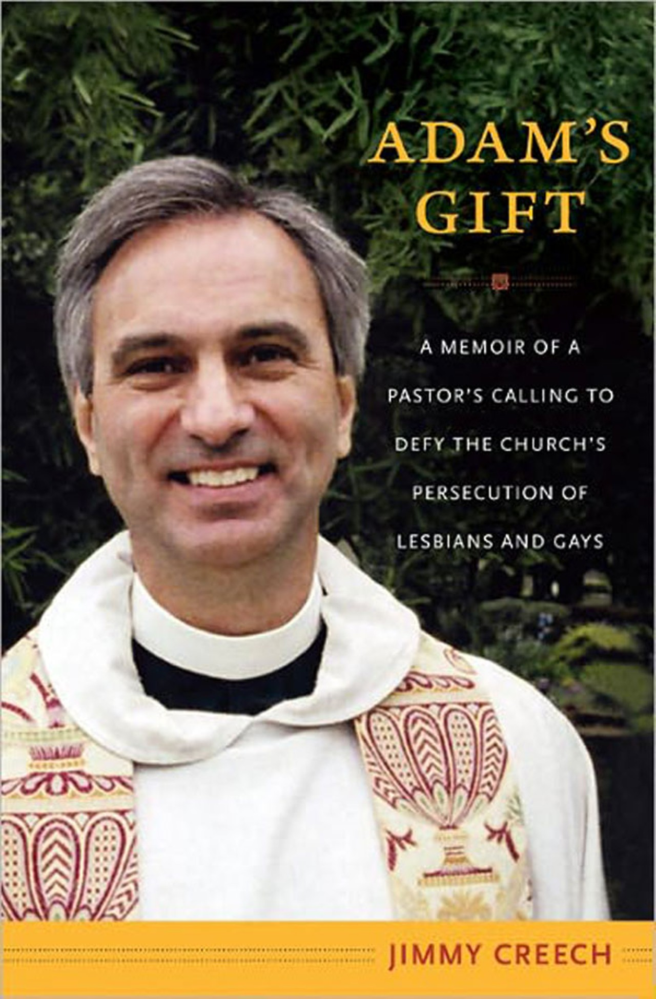 ADAM'S
GIFT
A MEMOIR OF A
PASTOR'S CALLING TO
DEFY THE CHURCH'S
PERSECUTION OF
LESBIANS AND GAYS
JIMMY CREECH